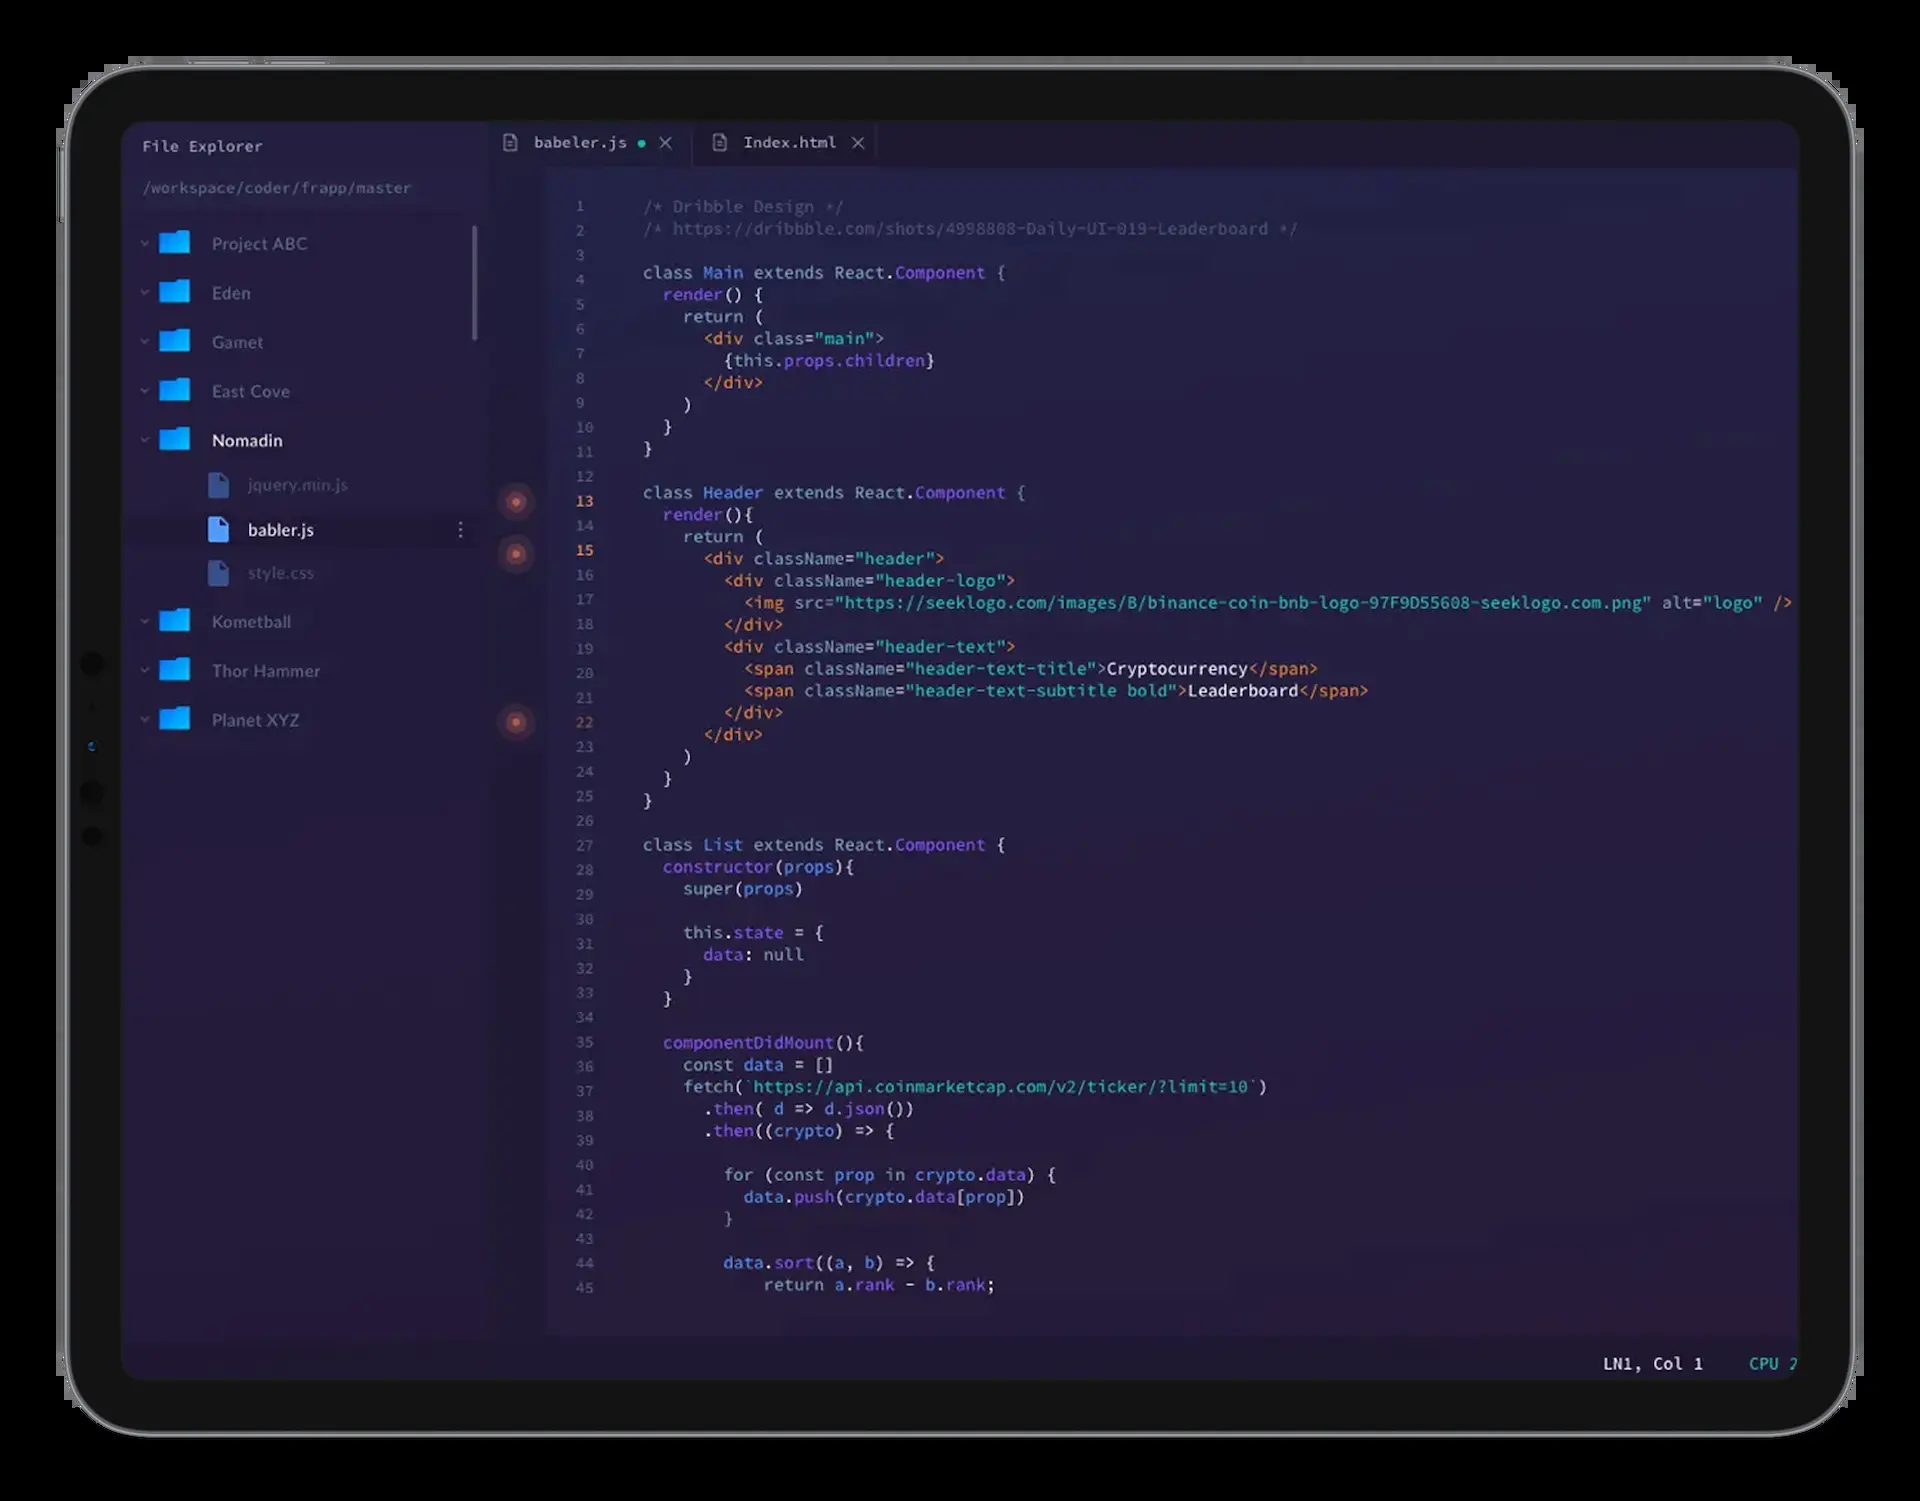 File Explorer
/workspace/coder/frapp/master
Project ABC
Eden
Gamet
East Cove
Nomadin
jquery.min.js
babler.js
style.css
Kometball
Thor Hammer
Planet XYZ
babeler.js
Index.html
1
2
3
4
5
6
7
8
9
10
11
12
13
14
15
16
17
18
19
20
21
22
23
24
25
26
27
28
29
30
31
32
33
34
35
36
37
38
39
40
41
42
43
44
45
/* Dribble Design */
/* https://dribbble.com/shots/4998808-Daily-UI-019-Leaderboard */
class Main extends React.Component {
render() {
return (
<div class="main">
{this.props.children}
</div>
)
}
}
class Header extends React.Component {
render(){
return (
<div className="header">
<div className="header-logo">
<img src="https://seeklogo.com/images/B/binance-coin-bnb-logo-97F9D55608-seeklogo.com.png" alt="logo" />
</div>
<div className="header-text">
<span className="header-text-title">Cryptocurrency</span>
<span className="header-text-subtitle bold">Leaderboard</span>
</div>
</div>
)
}
}
class List extends React.Component {
constructor(props){
super(props)
this.state = {
data: null
}
}
componentDidMount(){
const data = []
fetch(`https://api.coinmarketcap.com/v2/ticker/?limit=10`)
.then( d => d.json())
.then((crypto) => {
for (const prop in crypto.data) {
data.push(crypto.data[prop])
}
data.sort((a, b) => {
return a.rank - b.rank;
LN1, Col 1
CPU 2